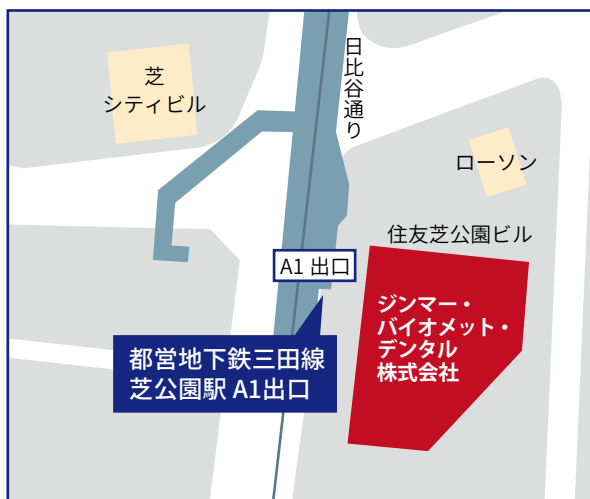 芝
シティビル
日比谷通り
ローソン
住友芝公園ビル
A1 出口
ジンマー・
バイオメット・
デンタル
株式会社
都営地下鉄三田線
芝公園駅 A1出口